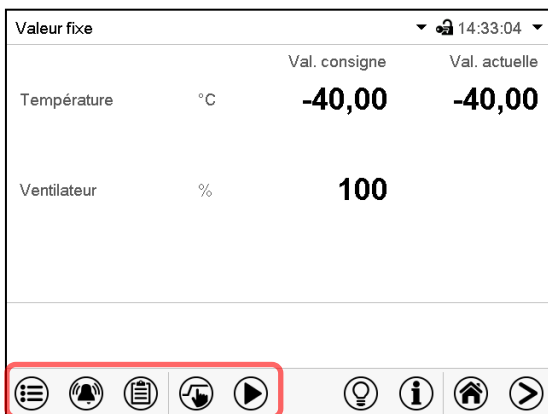 Valeur fixe 14:33:04
Val. consigne Val. actuelle
Température °C -40,00 -40,00
Ventilateur % 100